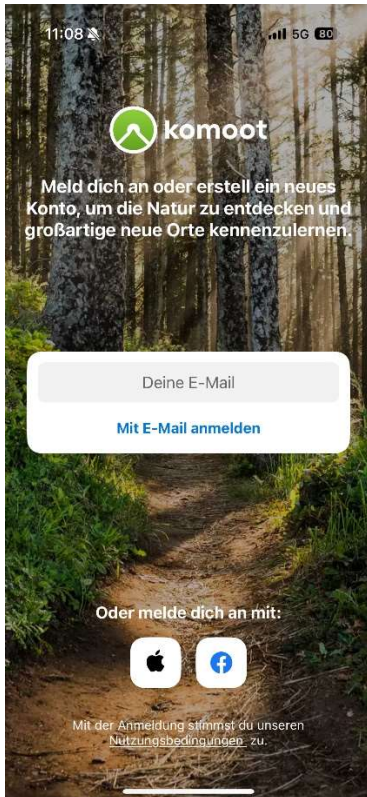 11:08
5G 80
komoot
Meld dich an oder erstell ein neues
Konto, um die Natur zu entdecken und
großartige neue Orte kennenzulernen.
Deine E-Mail
Mit E-Mail anmelden
Oder melde dich an mit:
Mit der Anmeldung stimmst du unseren
Nutzungsbedingungen zu.